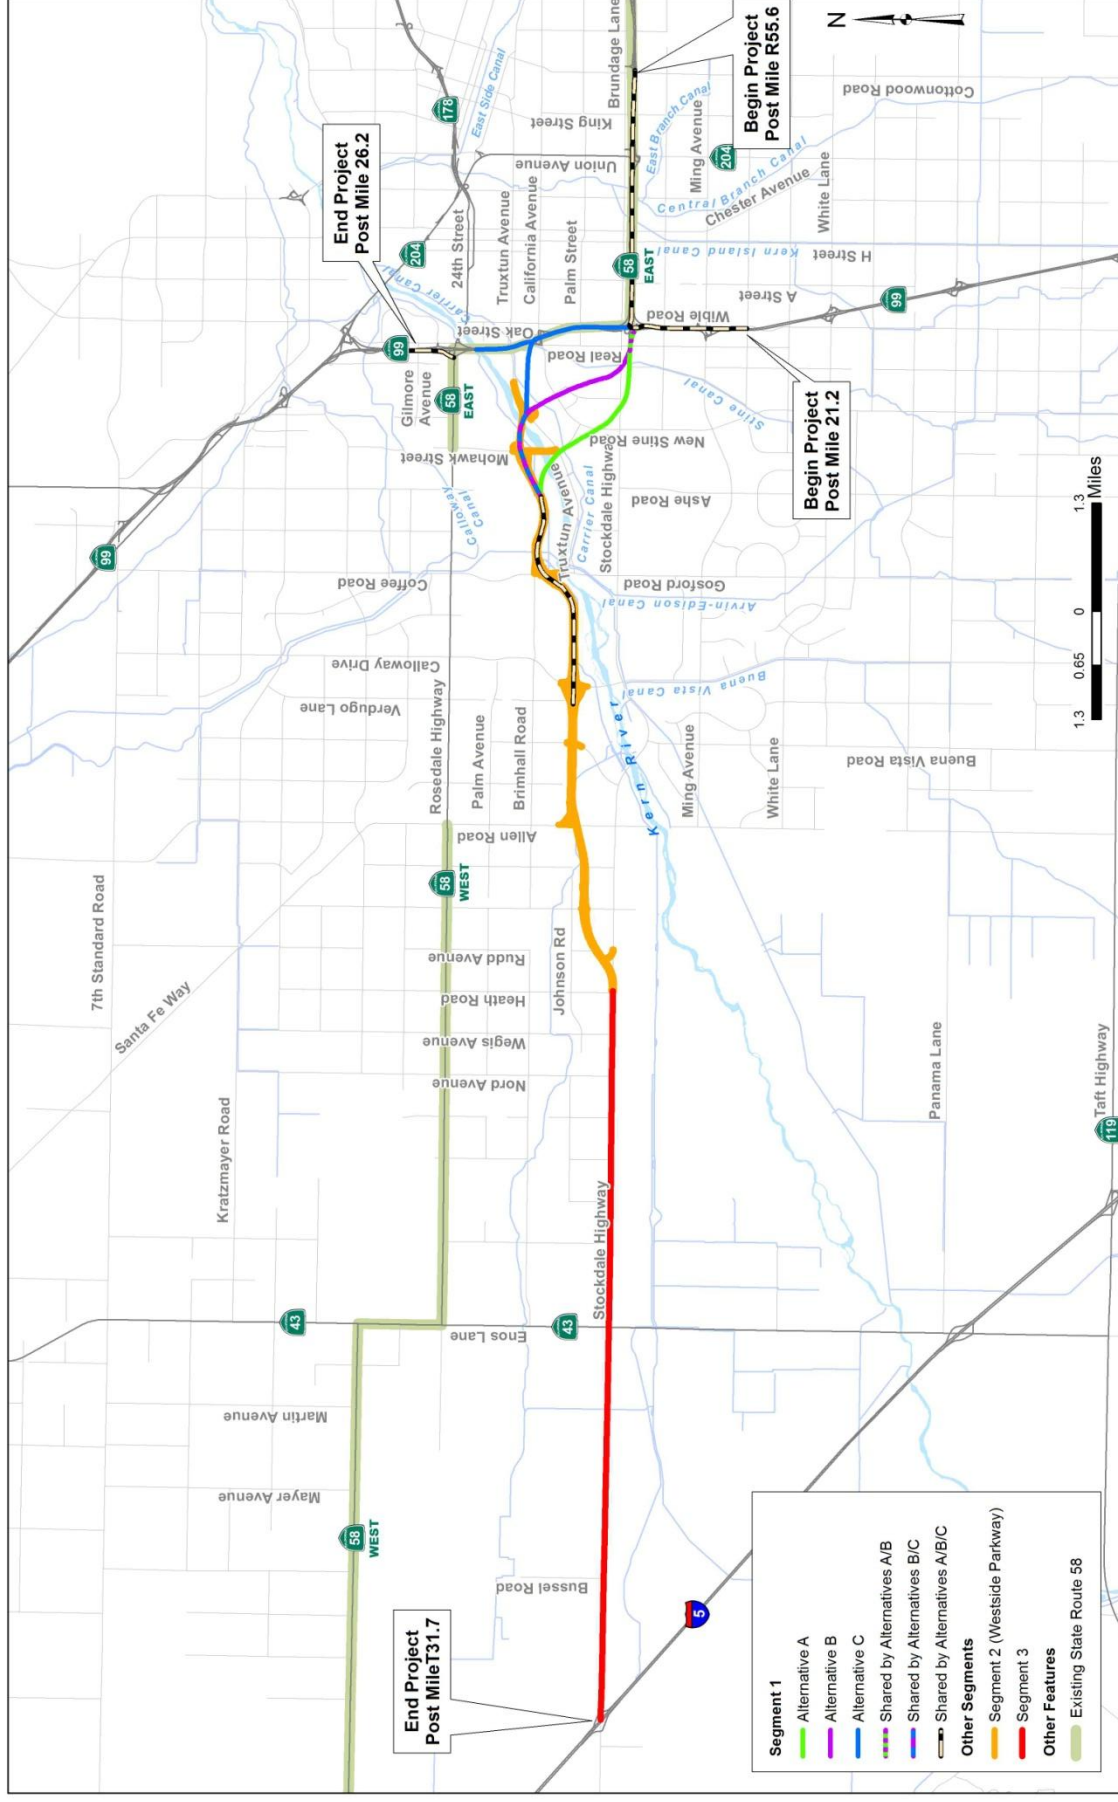 End Project
Post MileT31.7
End Project
Post Mile 26.2
Begin Project
Post Mile R55.6
Begin Project
Post Mile 21.2
N
7th Standard Road
Santa Fe Way
Kratzmayer Road
Martin Avenue
Mayer Avenue
Bussel Road
Enos Lane
43
43
58
WEST
58
WEST
58
EAST
58
EAST
99
99
99
178
204
204
119
5
Rosedale Highway
Palm Avenue
Brimhall Road
Allen Road
Rudd Avenue
Heath Road
Wegis Avenue
Nord Avenue
Johnson Rd
Stockdale Highway
Verdugo Lane
Calloway Drive
Coffee Road
Calloway
Canal
Mohawk Street
Gilmore
Avenue
24th Street
Oak Street
Carrier Canal
East Side Canal
Truxtun Avenue
California Avenue
Palm Street
Union Avenue
King Street
Brundage Lane
East Branch Canal
Ming Avenue
Central Branch Canal
Chester Avenue
White Lane
Cottonwood Road
Kern Island Canal
H Street
A Street
Wible Road
Real Road
Stine Canal
New Stine Road
Stockdale Highway
Ashe Road
Truxtun Avenue
Carrier Canal
Gosford Road
Arvin-Edison Canal
Buena Vista Canal
Kern River
Ming Avenue
White Lane
Buena Vista Road
Panama Lane
Taft Highway
1.3
0.65
0
1.3
Miles
Segment 1
Alternative A
Alternative B
Alternative C
Shared by Alternatives A/B
Shared by Alternatives B/C
Shared by Alternatives A/B/C
Other Segments
Segment 2 (Westside Parkway)
Segment 3
Other Features
Existing State Route 58